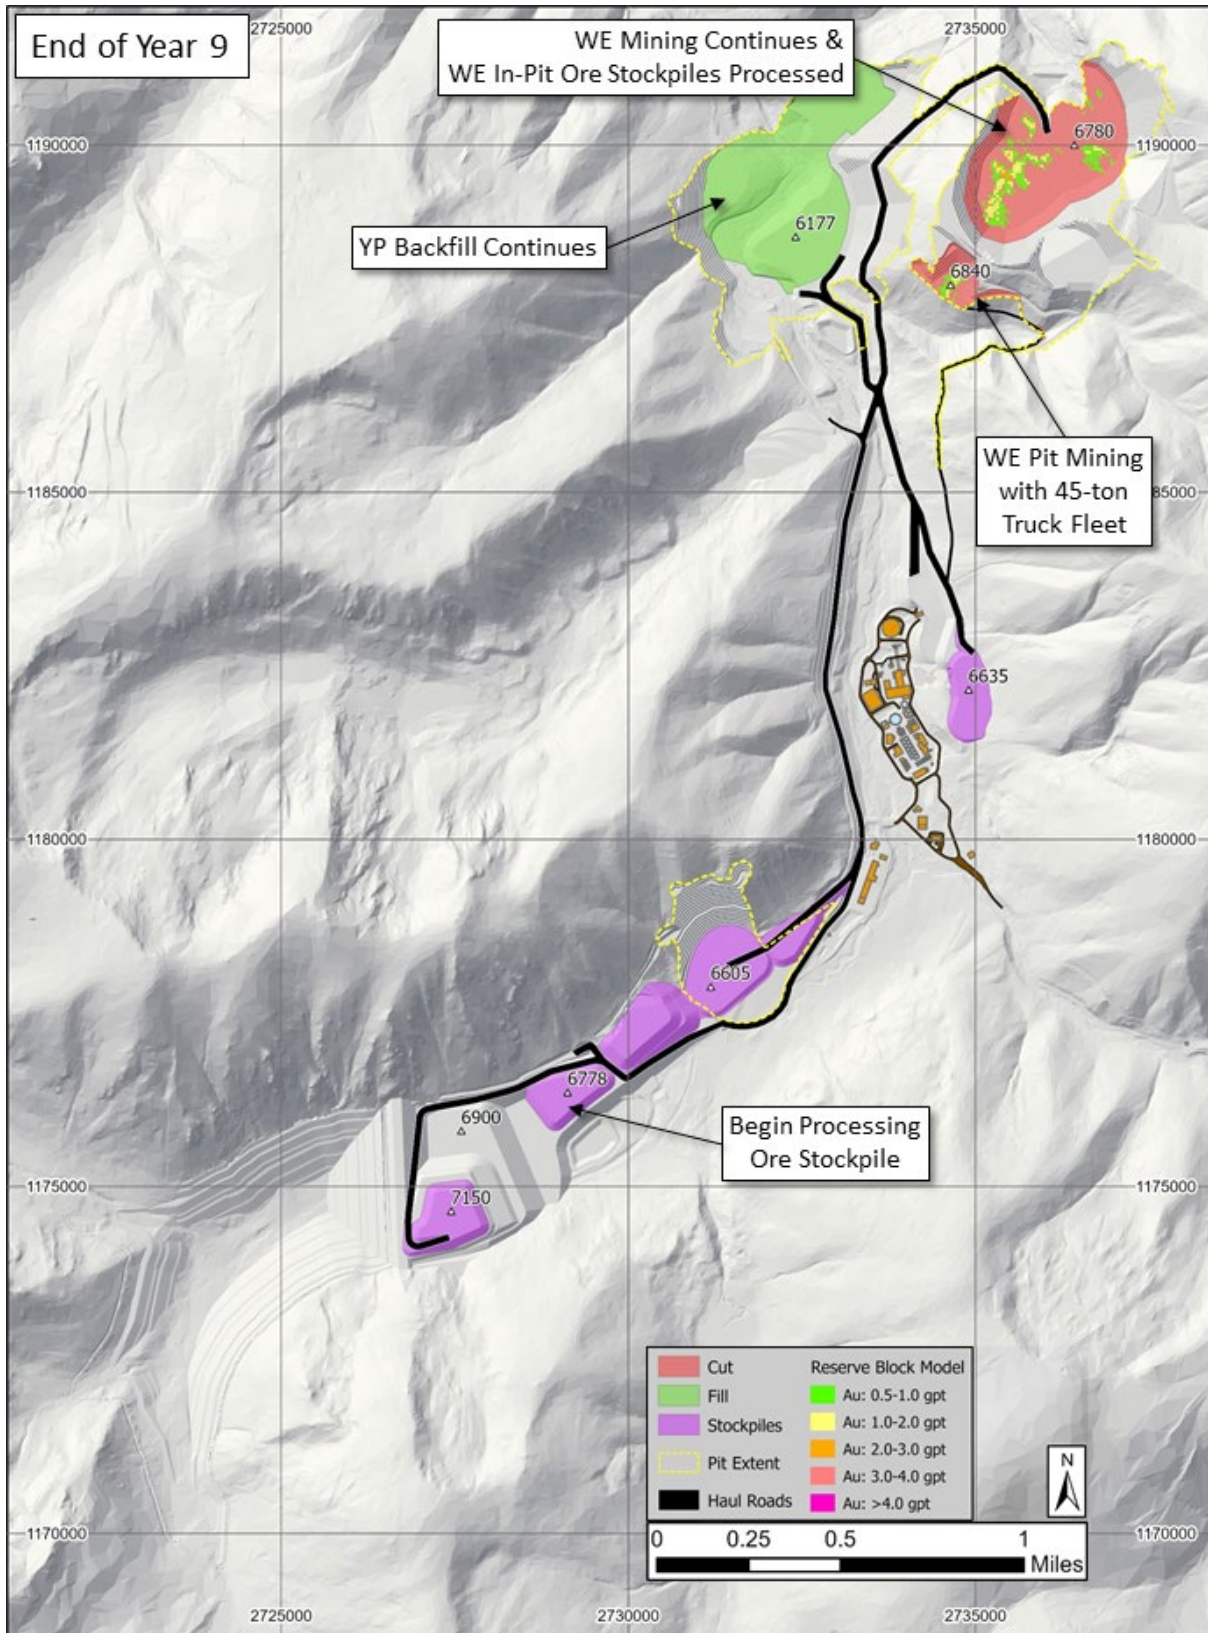 End of Year 9
2725000
2735000
WE Mining Continues &
WE In-Pit Ore Stockpiles Processed
1190000
1190000
6780
YP Backfill Continues
6177
6840
WE Pit Mining
with 45-ton
Truck Fleet
1185000
85000
6635
1180000
1180000
6605
6778
6900
Begin Processing
Ore Stockpile
1175000
1175000
7150
Cut
Fill
Stockpiles
Pit Extent
Haul Roads
Reserve Block Model
Au: 0.5-1.0 gpt
Au: 1.0-2.0 gpt
Au: 2.0-3.0 gpt
Au: 3.0-4.0 gpt
Au: >4.0 gpt
N
1170000
1170000
0 0.25 0.5 1
Miles
2725000
2730000
2735000